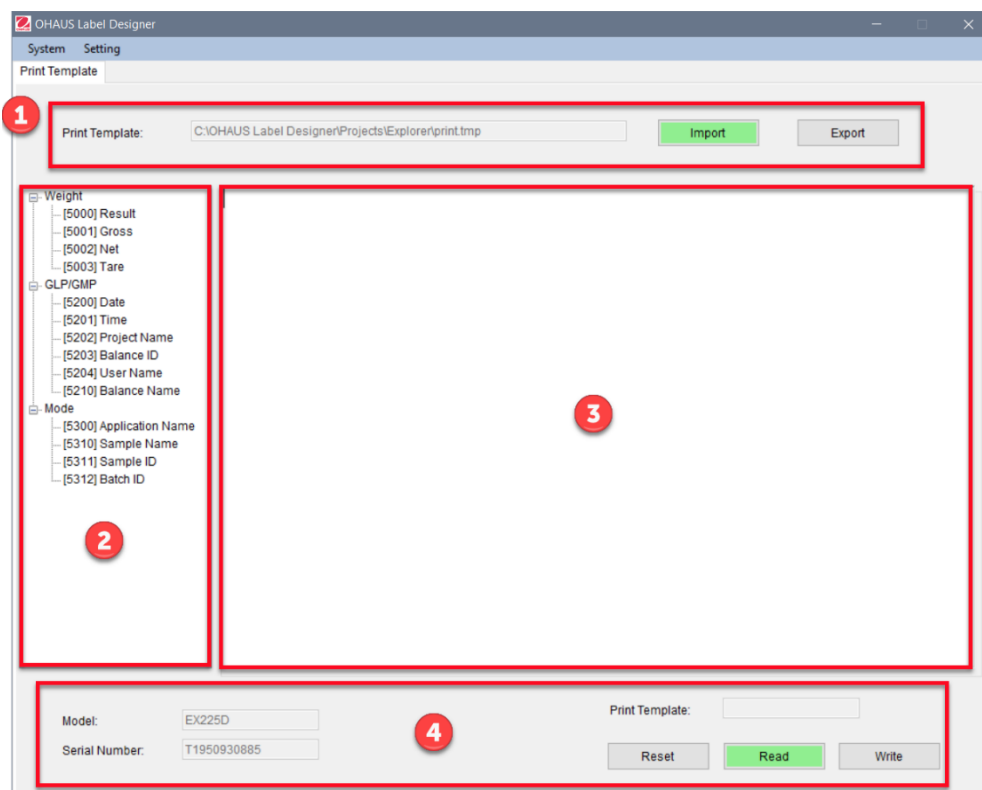 OHAUS Label Designer
System Setting
Print Template
1
Print Template: C:\OHAUS Label Designer\Projects\Explorer\print.tmp Import Export
Weight
[5000] Result
[5001] Gross
[5002] Net
[5003] Tare
GLP/GMP
[5200] Date
[5201] Time
[5202] Project Name
[5203] Balance ID
[5204] User Name
[5210] Balance Name
Mode
[5300] Application Name
[5310] Sample Name
[5311] Sample ID
[5312] Batch ID
2
3
Model: EX225D
Serial Number: T1950930885
4
Print Template:
Reset Read Write